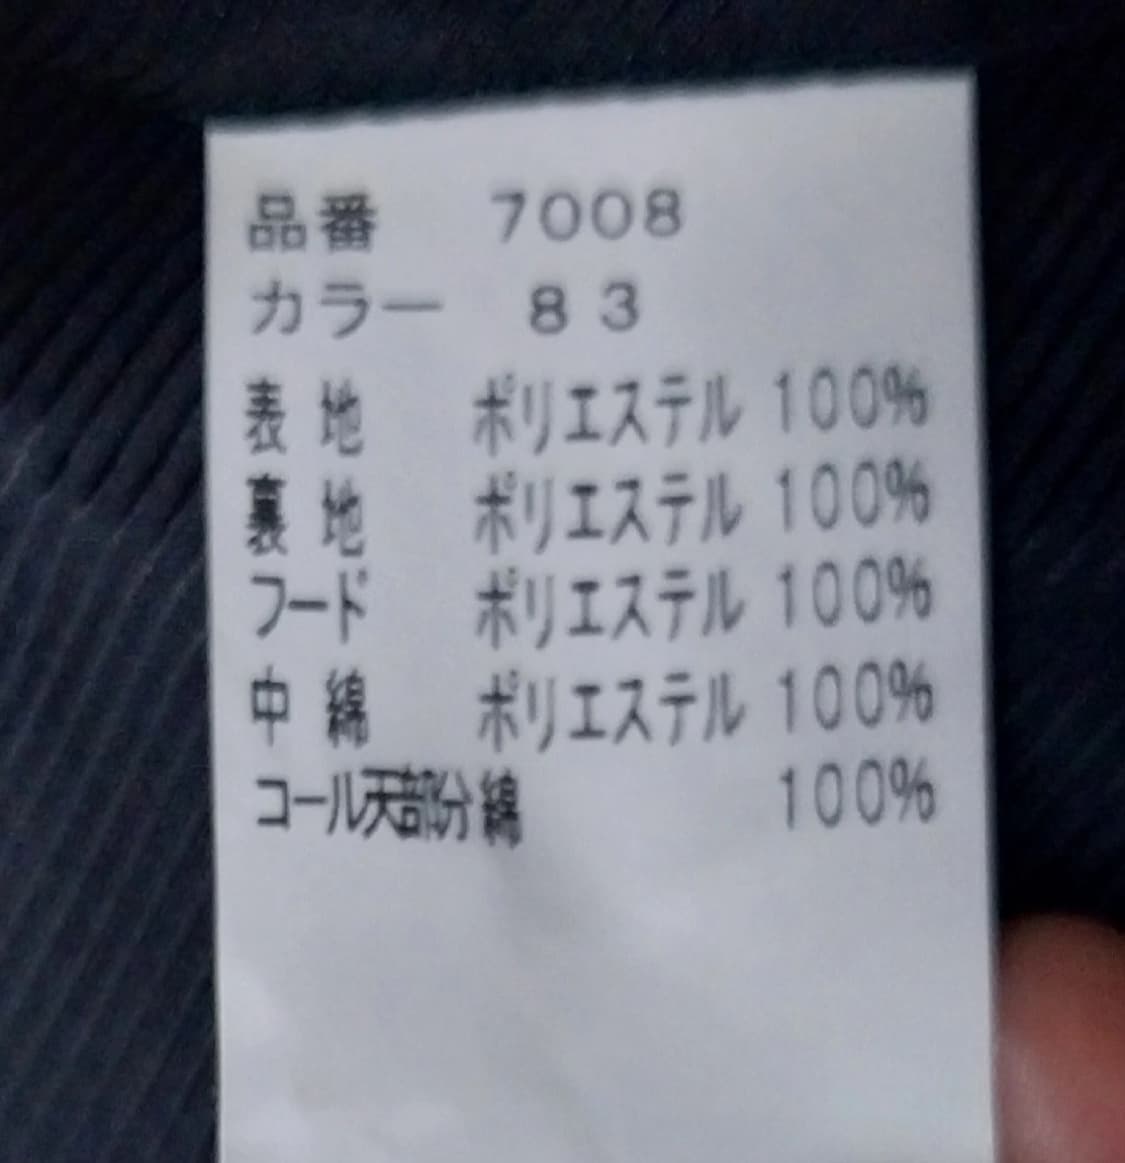 品番 7008
カラー 83
表地 ポリエステル 100%
裏地 ポリエステル 100%
フード ポリエステル 100%
中綿 ポリエステル 100%
コール天部分綿 100%